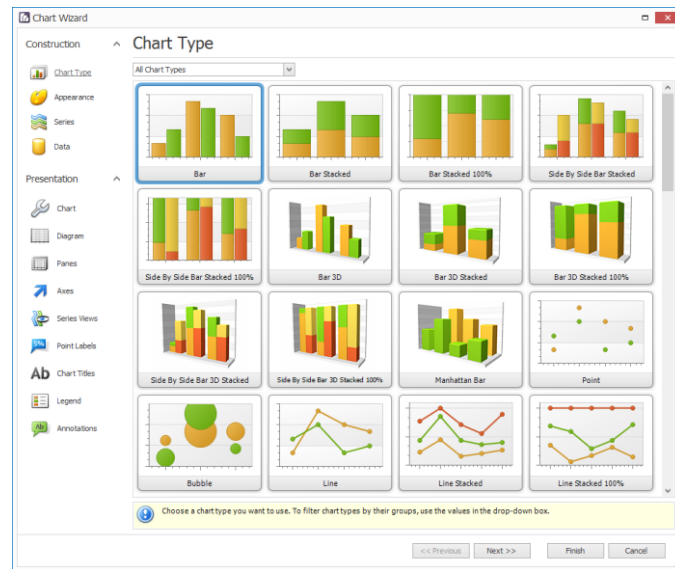 Chart Wizard
Construction
Chart Type
Appearance
Series
Data
Presentation
Chart
Diagram
Panes
Axes
Series Views
5%
Point Labels
Ab
Chart Titles
Legend
Ab
Annotations
Chart Type
All Chart Types
Bar
Bar Stacked
Bar Stacked 100%
Side By Side Bar Stacked
Side By Side Bar Stacked 100%
Bar 3D
Bar 3D Stacked
Bar 3D Stacked 100%
Side By Side Bar 3D Stacked
Side By Side Bar 3D Stacked 100%
Manhattan Bar
Point
Bubble
Line
Line Stacked
Line Stacked 100%
Choose a chart type you want to use. To filter chart types by their groups, use the values in the drop-down box.
<< Previous
Next >>
Finish
Cancel